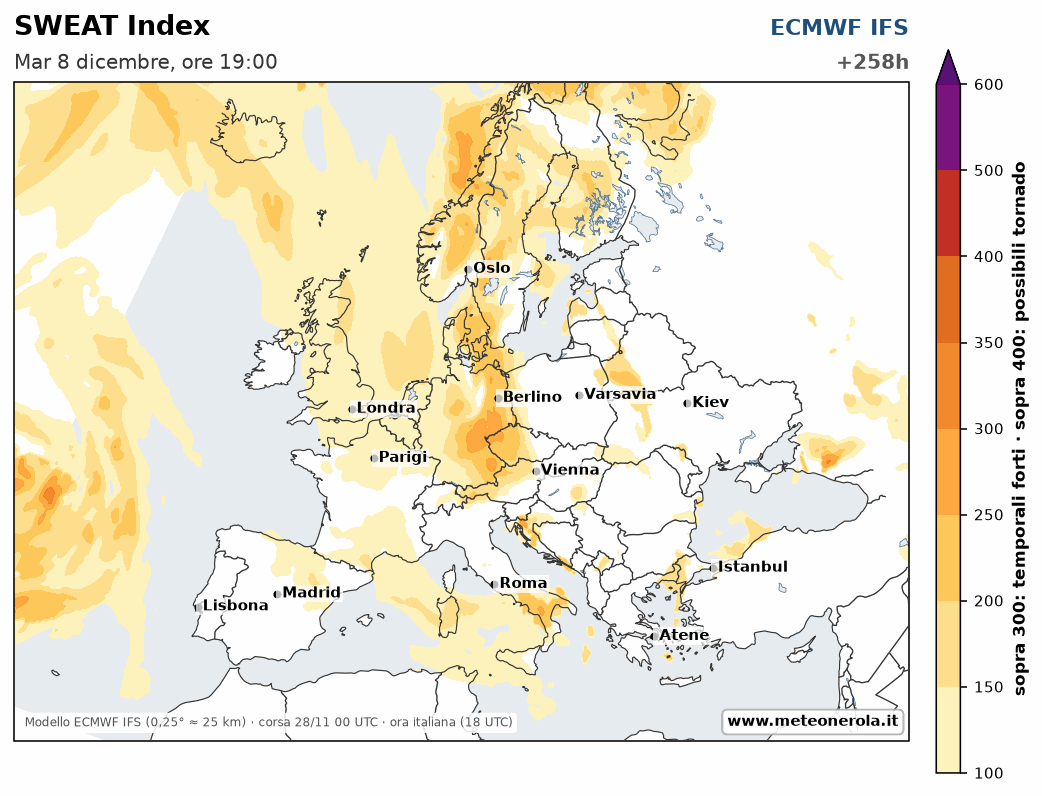 SWEAT Index
ECMWF IFS
Mar 8 dicembre, ore 19:00
+258h
Oslo
Londra
Berlino
Varsavia
Kiev
Parigi
Vienna
Istanbul
Roma
Madrid
Lisbona
Atene
Modello ECMWF IFS (0,25° ≈ 25 km) · corsa 28/11 00 UTC · ora italiana (18 UTC)
www.meteonerola.it
600
500
400
350
300
250
200
150
100
sopra 300: temporali forti · sopra 400: possibili tornado